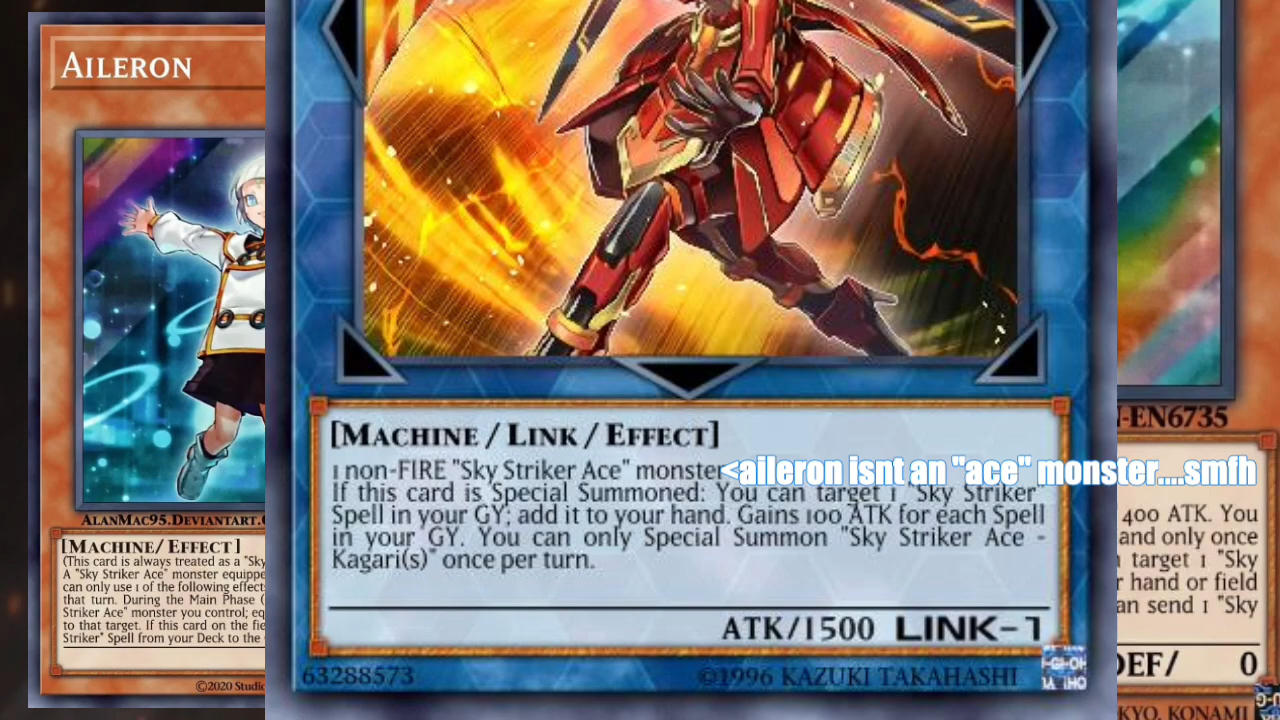 AILERON
ALANMAC95.DEVIANTART.
[MACHINE/ EFFECT]
(This card is always treated as a "Sky
A "Sky Striker Ace" monster equippe
can only use 1 of the following effect
that turn. During the Main Phase (
Striker Ace" monster you control; eq
to that target. If this card on the fie
Striker" Spell from your Deck to the
©2020 Studio
[MACHINE / LINK / EFFECT]
1 non-FIRE "Sky Striker Ace" monster
<aileron isnt an "ace" monster....smfh
If this card is Special Summoned: You can target 1 "Sky Striker"
Spell in your GY; add it to your hand. Gains 100 ATK for each Spell
in your GY. You can only Special Summon "Sky Striker Ace -
Kagari(s)" once per turn.
ATK/1500 LINK-1
63288573
©1996 KAZUKI TAKAHASHI
-EN6735
400 ATK. You
and only once
target 1 "Sky
hand or field
an send 1 "Sky
DEF/ 0
KYO, KONAMI